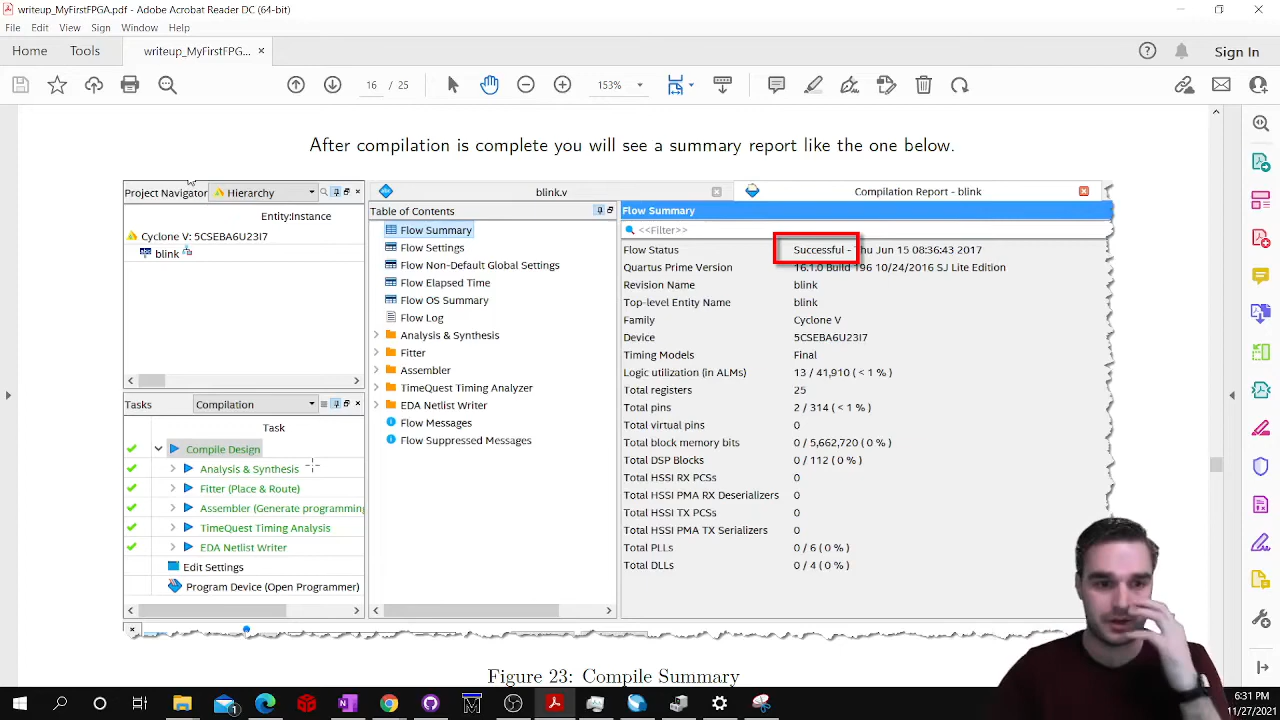 writeup_MyFirstFPGA.pdf - Adobe Acrobat Reader DC (64-bit)
File Edit View Sign Window Help
Home Tools writeup_MyFirstFPG... × Sign In
16 / 25 153%
After compilation is complete you will see a summary report like the one below.
Project Navigator Hierarchy
Entity:Instance
Cyclone V: 5CSEBA6U23I7
blink
Tasks Compilation
Task
Compile Design
Analysis & Synthesis
Fitter (Place & Route)
Assembler (Generate programming
TimeQuest Timing Analysis
EDA Netlist Writer
Edit Settings
Program Device (Open Programmer)
blink.v Compilation Report - blink
Table of Contents
Flow Summary
Flow Settings
Flow Non-Default Global Settings
Flow Elapsed Time
Flow OS Summary
Flow Log
Analysis & Synthesis
Fitter
Assembler
TimeQuest Timing Analyzer
EDA Netlist Writer
Flow Messages
Flow Suppressed Messages
Flow Summary
<<Filter>>
Flow Status Successful - Thu Jun 15 08:36:43 2017
Quartus Prime Version 16.1.0 Build 196 10/24/2016 SJ Lite Edition
Revision Name blink
Top-level Entity Name blink
Family Cyclone V
Device 5CSEBA6U23I7
Timing Models Final
Logic utilization (in ALMs) 13 / 41,910 ( < 1 % )
Total registers 25
Total pins 2 / 314 ( < 1 % )
Total virtual pins 0
Total block memory bits 0 / 5,662,720 ( 0 % )
Total DSP Blocks 0 / 112 ( 0 % )
Total HSSI RX PCSs 0
Total HSSI PMA RX Deserializers 0
Total HSSI TX PCSs 0
Total HSSI PMA TX Serializers 0
Total PLLs 0 / 6 ( 0 % )
Total DLLs 0 / 4 ( 0 % )
Figure 23: Compile Summary
6:31 PM
11/27/2021